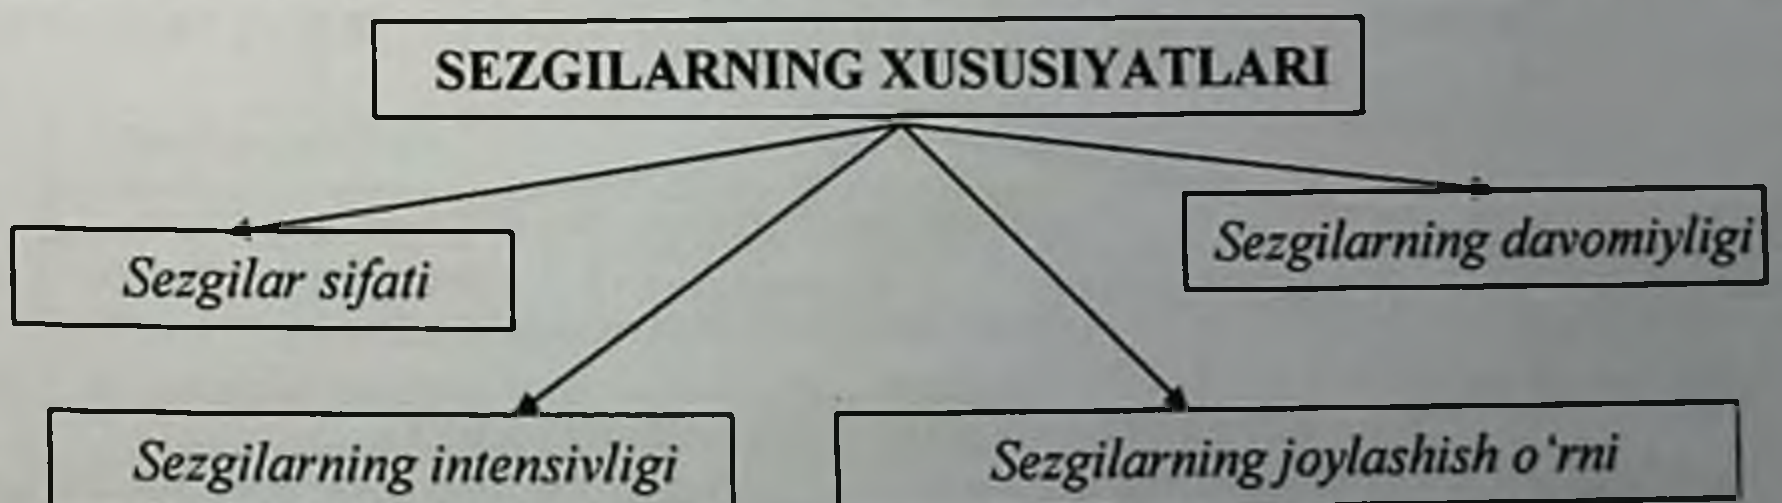 SEZGILARNING XUSUSIYATLARI
Sezgilar sifati
Sezgilarning davomiyligi
Sezgilarning intensivligi
Sezgilarning joylashish o‘rni